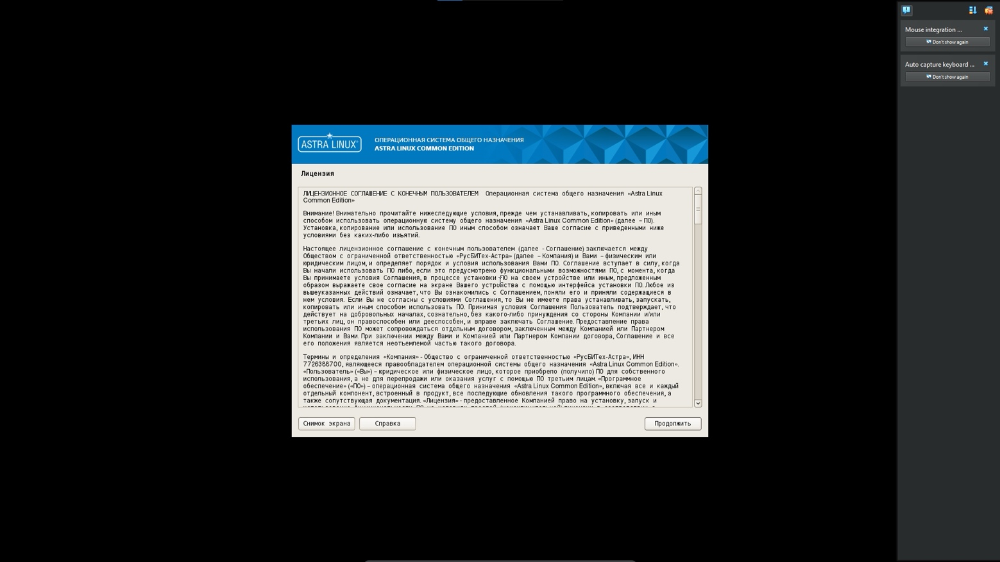 Mouse integration ...
Don't show again
Auto capture keyboard ...
Don't show again
ASTRA LINUX®
ОПЕРАЦИОННАЯ СИСТЕМА ОБЩЕГО НАЗНАЧЕНИЯ
ASTRA LINUX COMMON EDITION
Лицензия
ЛИЦЕНЗИОННОЕ СОГЛАШЕНИЕ С КОНЕЧНЫМ ПОЛЬЗОВАТЕЛЕМ Операционная система общего назначения «Astra Linux
Common Edition»
Внимание! Внимательно прочитайте нижеследующие условия, прежде чем устанавливать, копировать или иным
способом использовать операционную систему общего назначения «Astra Linux Common Edition» (далее – ПО).
Установка, копирование или использование ПО иным способом означает Ваше согласие с приведенными ниже
условиями без каких-либо изъятий.
Настоящее лицензионное соглашение с конечным пользователем (далее - Соглашение) заключается между
Обществом с ограниченной ответственностью «РусБИТех-Астра» (далее – Компания) и Вами – физическим или
юридическим лицом, и определяет порядок и условия использования Вами ПО. Соглашение вступает в силу, когда
Вы начали использовать ПО либо, если это предусмотрено функциональными возможностями ПО, с момента, когда
Вы принимаете условия Соглашения, в процессе установки ПО на своем устройстве или иным, предложенным
образом выражаете свое согласие на экране Вашего устройства с помощью интерфейса установки ПО. Любое из
вышеуказанных действий означает, что Вы ознакомились с Соглашением, поняли его и приняли содержащиеся в
нем условия. Если Вы не согласны с условиями Соглашения, то Вы не имеете права устанавливать, запускать,
копировать или иным способом использовать ПО. Принимая условия Соглашения Пользователь подтверждает, что
действует на добровольных началах, сознательно, без какого-либо принуждения со стороны Компании и/или
третьих лиц, он правоспособен или дееспособен, и вправе заключать Соглашение. Предоставление права
использования ПО может сопровождаться отдельным договором, заключенным между Компанией или Партнером
Компании и Вами. При заключении между Вами и Компанией или Партнером Компании договора, Соглашение и все
его положения является неотъемлемой частью такого договора.
Термины и определения «Компания» - Общество с ограниченной ответственностью «РусБИТех-Астра», ИНН
7726388700, являющееся правообладателем операционной системы общего назначения «Astra Linux Common Edition».
«Пользователь» («Вы») – юридическое или физическое лицо, которое приобрело (получило) ПО для собственного
использования, а не для перепродажи или оказания услуг с помощью ПО третьим лицам. «Программное
обеспечение» («ПО») – операционная система общего назначения «Astra Linux Common Edition», включая все и каждый
отдельный компонент, встроенный в продукт, все последующие обновления такого программного обеспечения, а
также сопутствующая документация. «Лицензия» - предоставленное Компанией право на установку, запуск и
Снимок экрана
Справка
Продолжить